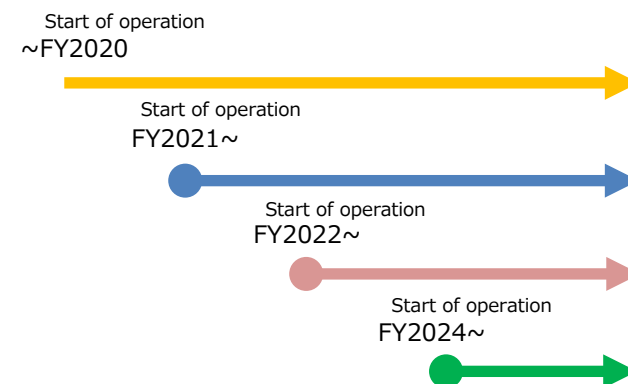 Start of operation
~FY2020
Start of operation
FY2021~
Start of operation
FY2022~
Start of operation
FY2024~